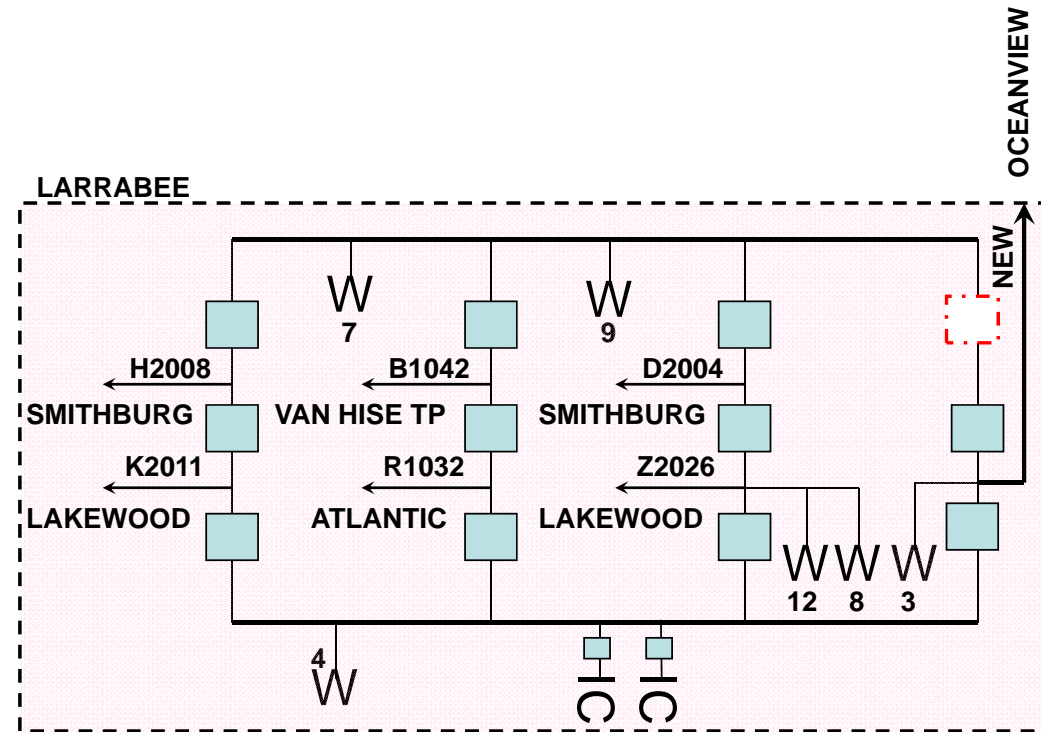 OCEANVIEW
LARRABEE
NEW
7
9
H2008
B1042
D2004
SMITHBURG
VAN HISE TP
SMITHBURG
K2011
R1032
Z2026
LAKEWOOD
ATLANTIC
LAKEWOOD
12
8
3
4